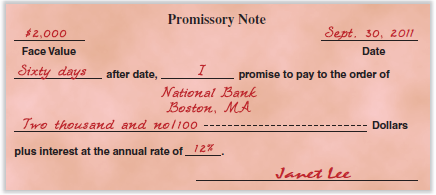 Promissory Note
$2,000 Sept. 30, 2011
Face Value Date
Sixty days after date, I promise to pay to the order of
National Bank
Boston, MA
Two thousand and no/100 ------------------------------ Dollars
plus interest at the annual rate of 12%.
Janet Lee